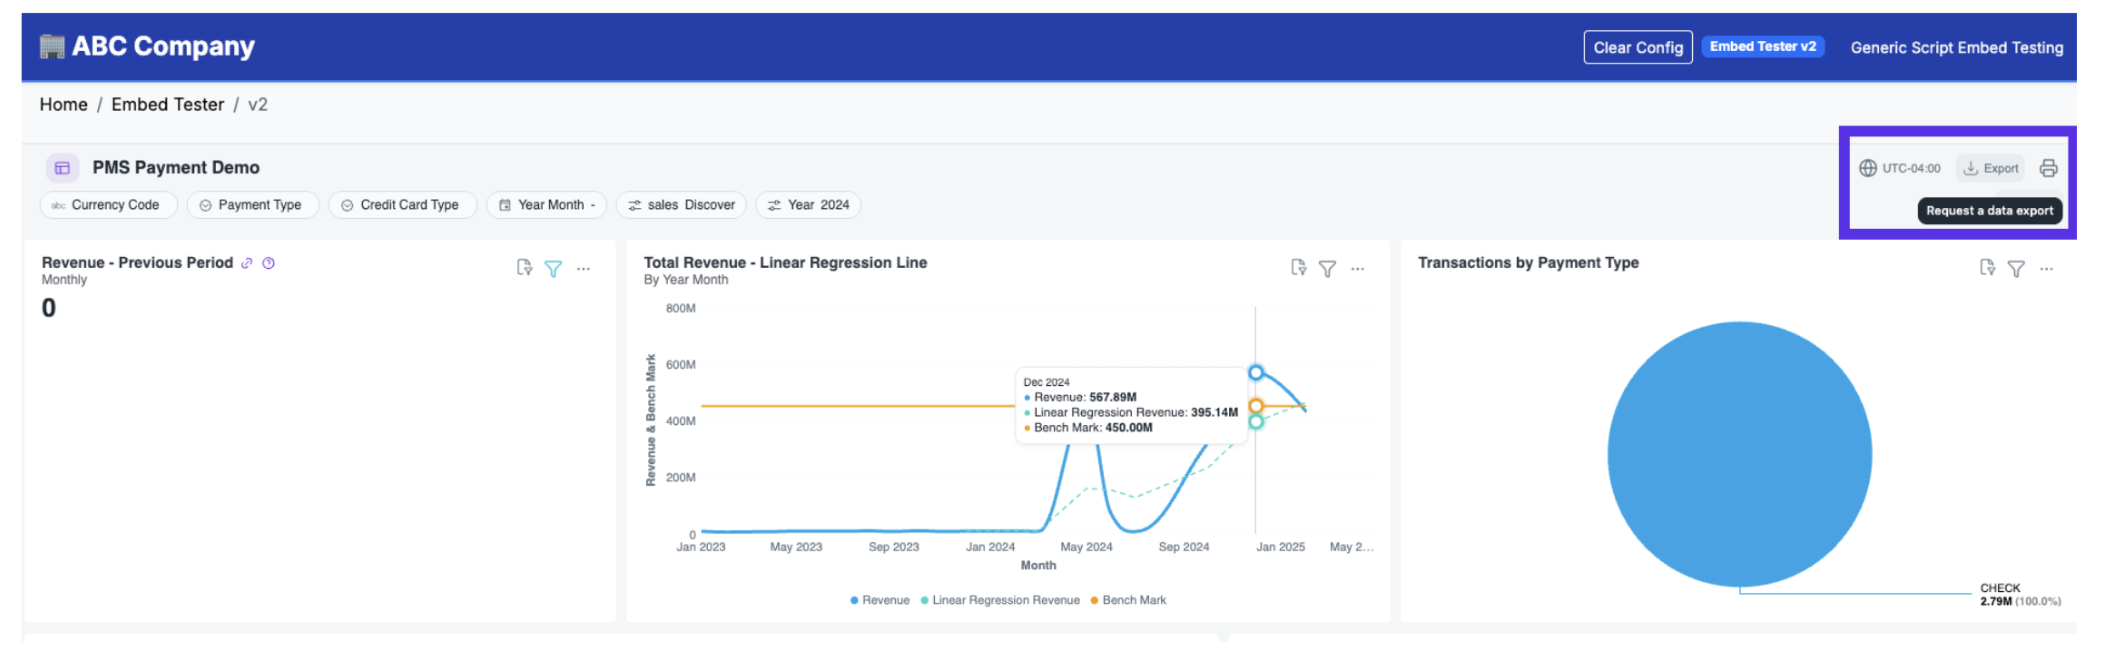 ABC Company
Clear Config
Embed Tester v2
Generic Script Embed Testing
Home / Embed Tester / v2
PMS Payment Demo
UTC-04:00
Export
abc Currency Code
Payment Type
Credit Card Type
Year Month -
sales Discover
Year 2024
Request a data export
Revenue - Previous Period
Monthly
0
Total Revenue - Linear Regression Line
By Year Month
Revenue & Bench Mark
800M
600M
400M
200M
0
Dec 2024
Revenue: 567.89M
Linear Regression Revenue: 395.14M
Bench Mark: 450.00M
Jan 2023
May 2023
Sep 2023
Jan 2024
May 2024
Sep 2024
Jan 2025
May 2...
Month
Revenue
Linear Regression Revenue
Bench Mark
Transactions by Payment Type
CHECK
2.79M (100.0%)